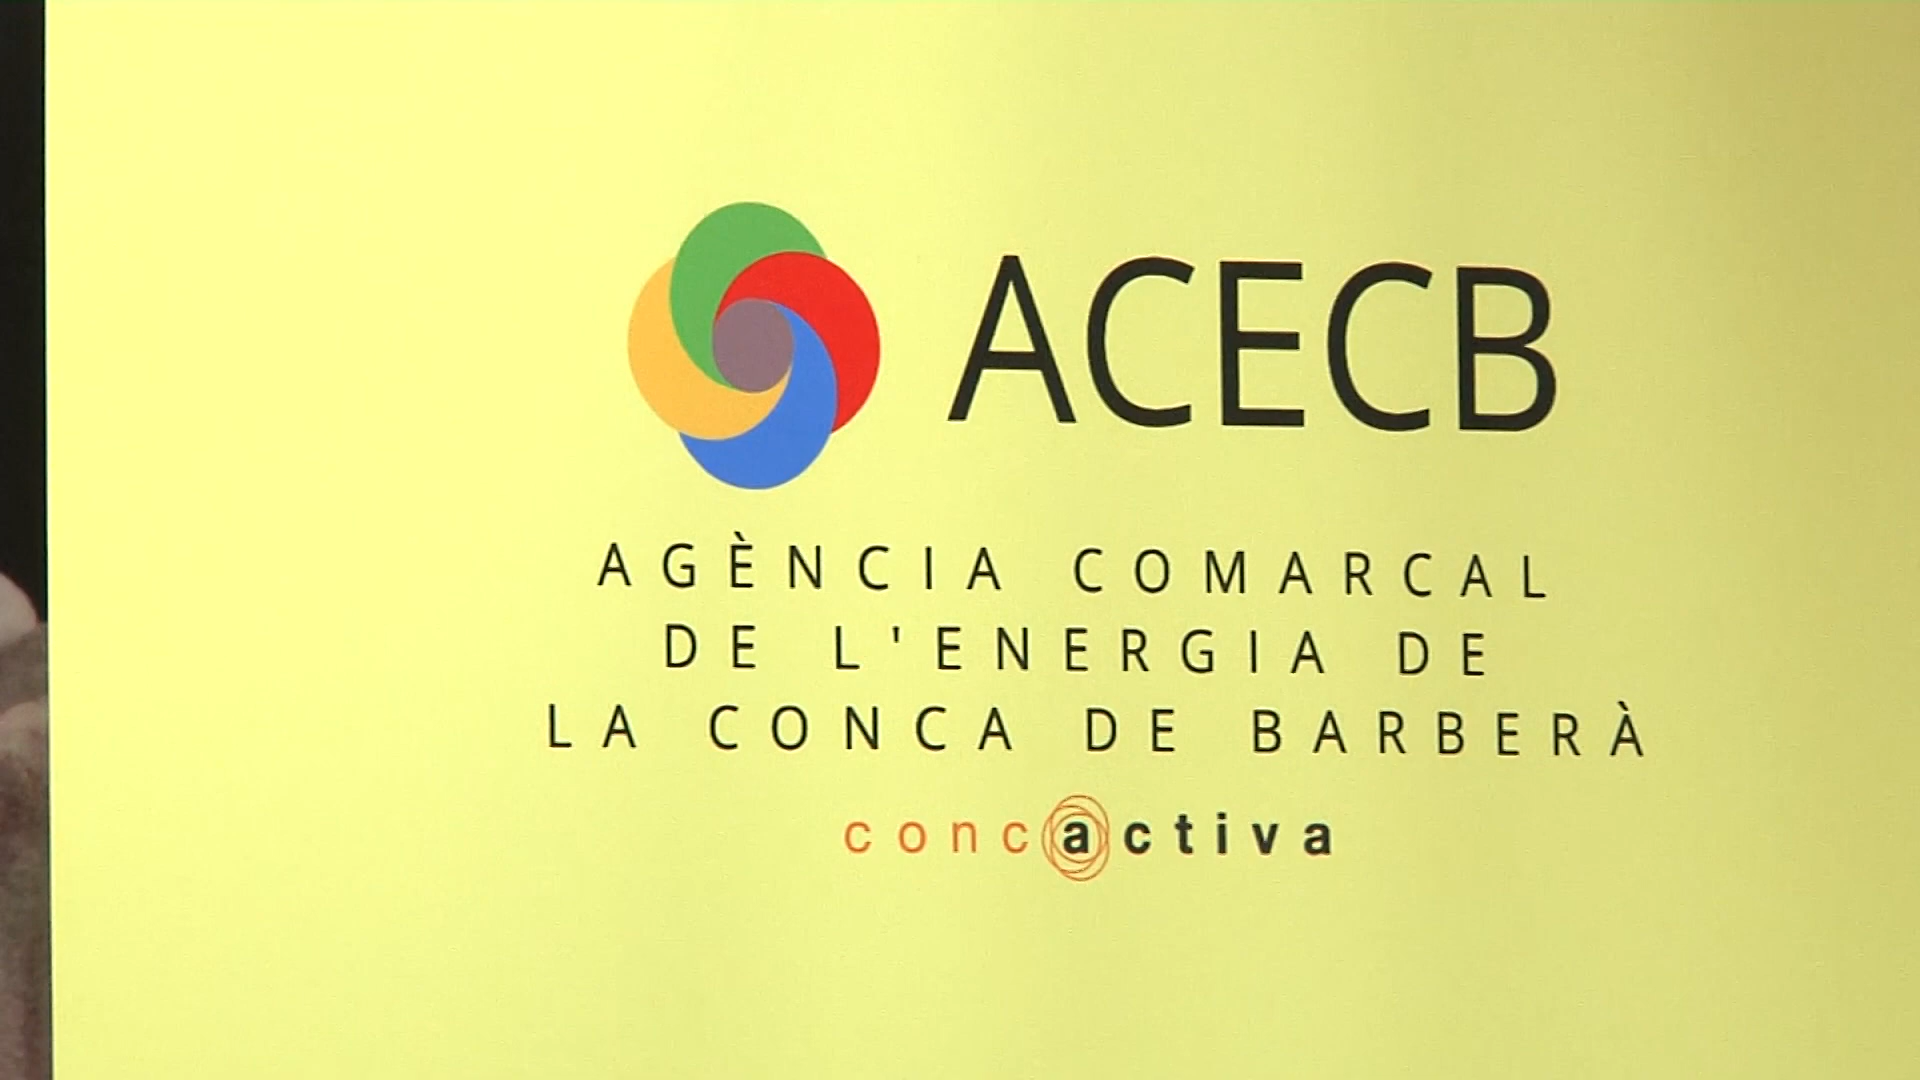 ACECB
AGÈNCIA COMARCAL
DE L'ENERGIA DE
LA CONCA DE BARBERÀ
concactiva